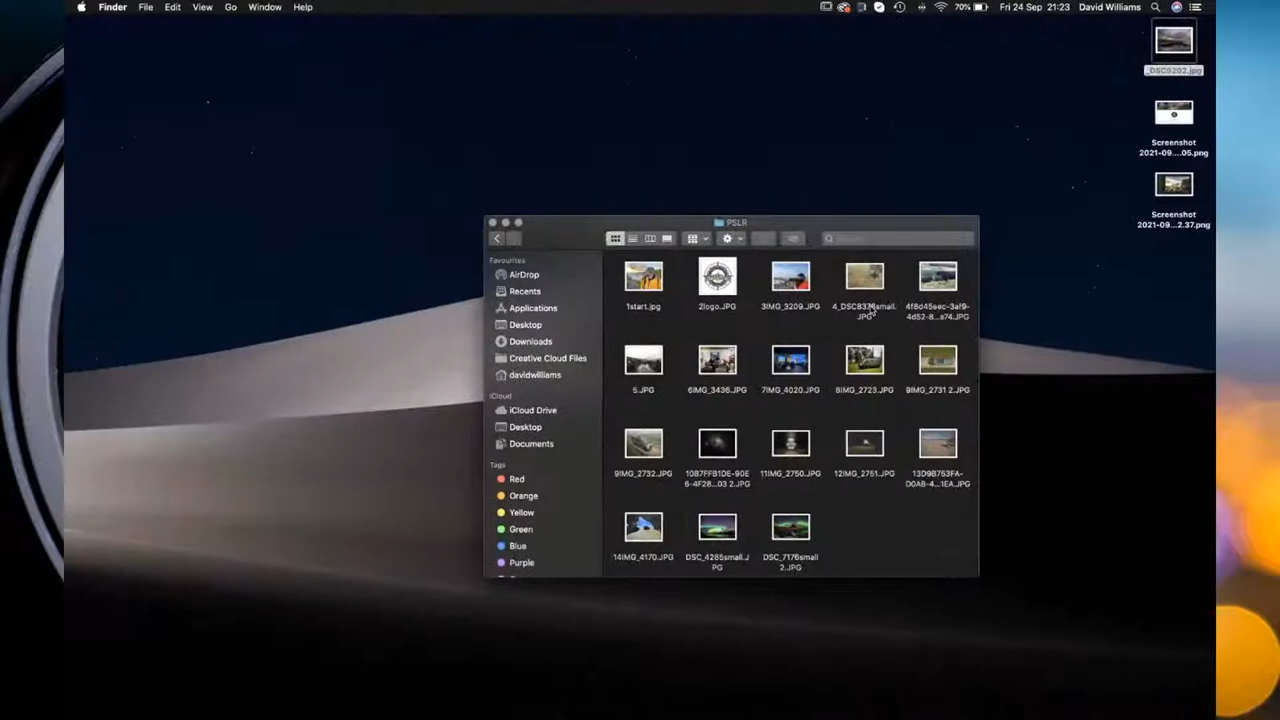 Finder File Edit View Go Window Help 70% Fri 24 Sep 21:23 David Williams
_DSC9202.jpg
Screenshot
2021-09....05.png
Screenshot
2021-09...2.37.png
PSLR
Favourites
AirDrop
Recents
Applications
Desktop
Downloads
Creative Cloud Files
davidwilliams
iCloud
iCloud Drive
Desktop
Documents
Tags
Red
Orange
Yellow
Green
Blue
Purple
1start.jpg
2logo.JPG
3IMG_3209.JPG
JPG
4f8d45eec-3af9-
4d52-8...s74.JPG
5.JPG
6IMG_3436.JPG
7IMG_4020.JPG
8IMG_2723.JPG
9IMG_2731 2.JPG
9IMG_2732.JPG
10B7FFB1DE-90E
6-4F28...03 2.JPG
11IMG_2750.JPG
12IMG_2751.JPG
13D9B753FA-
D0AB-4...1EA.JPG
14IMG_4170.JPG
DSC_4285small.J
PG
DSC_7176small
2.JPG